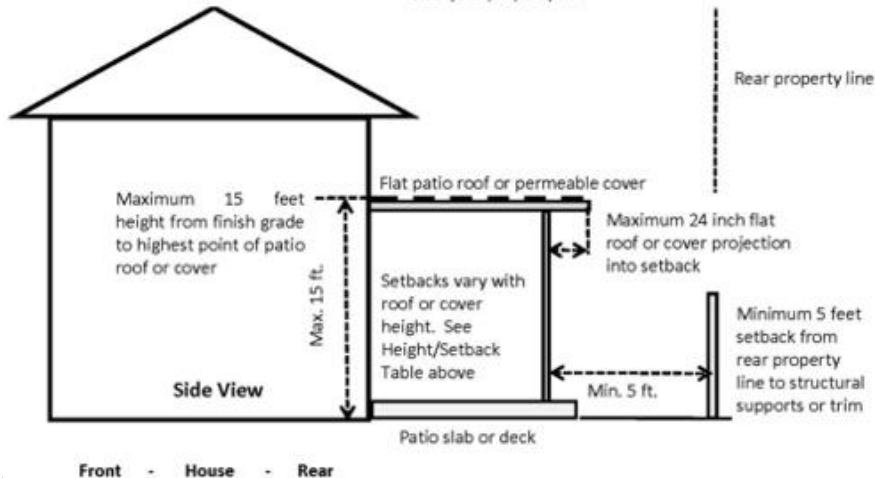 Rear property line
Flat patio roof or permeable cover
Maximum 15 feet
height from finish grade
to highest point of patio
roof or cover
Maximum 24 inch flat
roof or cover projection
into setback
Max. 15 ft.
Setbacks vary with
roof or cover
height. See
Height/Setback
Table above
Minimum 5 feet
setback from
rear property
line to structural
supports or trim
Side View
Min. 5 ft.
Patio slab or deck
Front - House - Rear